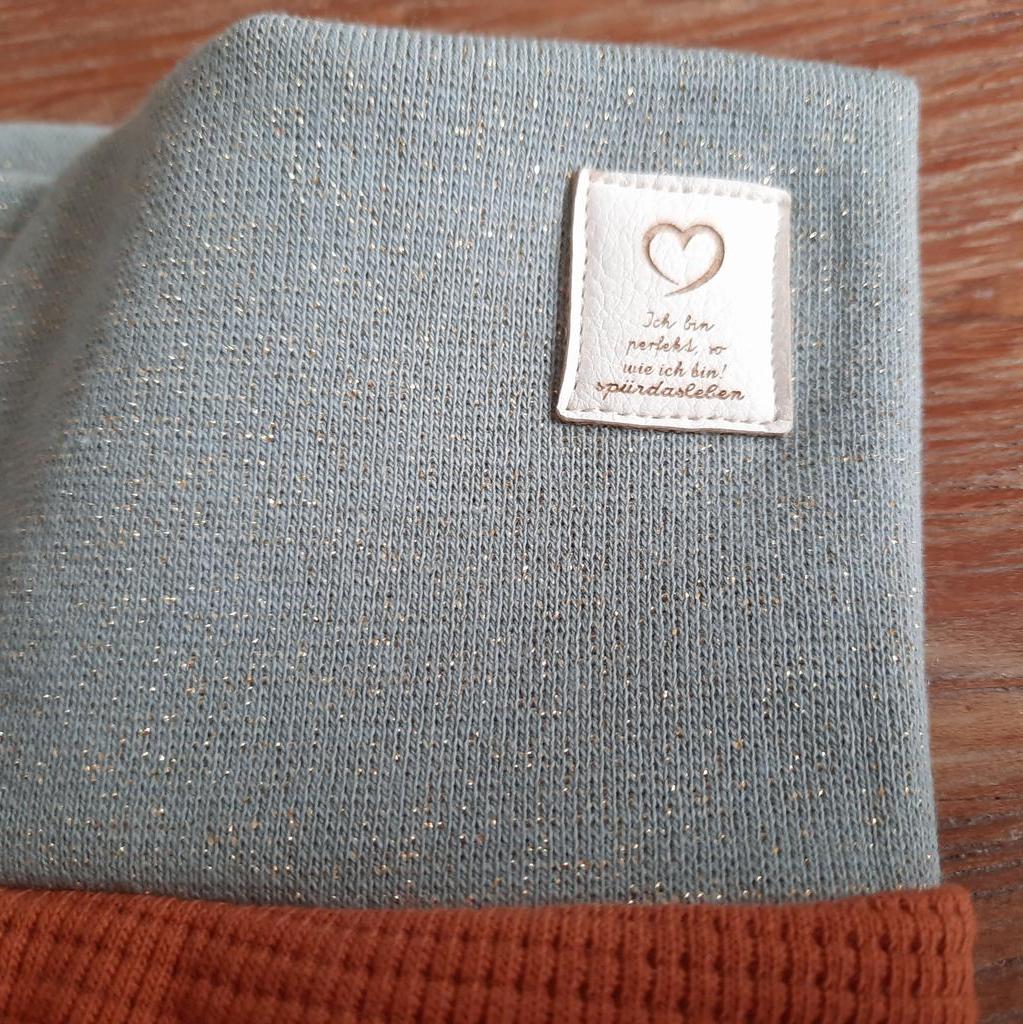 Ich bin
perfekt, so
wie ich bin!
spürdasleben